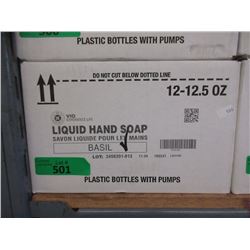 PLASTIC BOTTLES WITH PUMPS
DO NOT CUT BELOW DOTTED LINE
12-12.5 OZ
LIQUID HAND SOAP
SAVON LIQUIDE POUR LES MAINS
BASIL
Lot #
501
PLASTIC BOTTLES WITH PUMPS